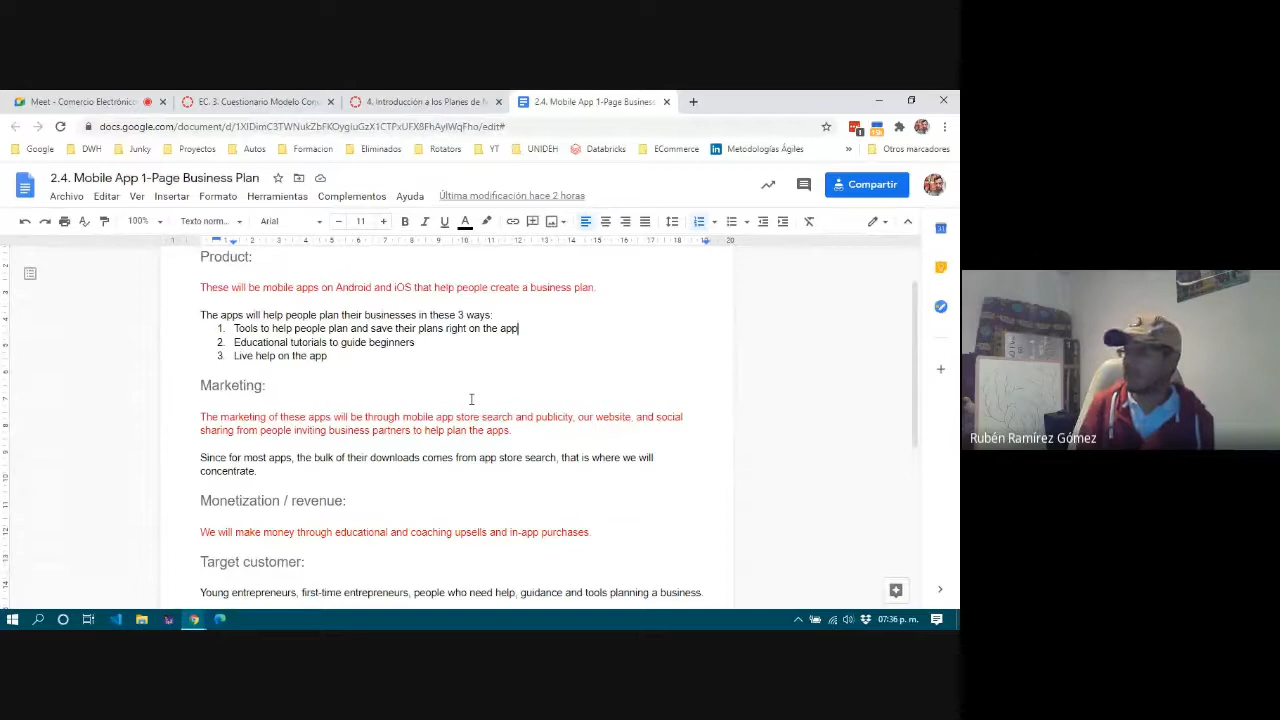 Meet - Comercio Electrónico
EC. 3. Cuestionario Modelo Con
4. Introducción a los Planes de N
2.4. Mobile App 1-Page Business
docs.google.com/document/d/1XIDimC3TWNukZbFKOygIuGzX1CTPxUFX8FhAyIWqFho/edit#
Google
DWH
Junky
Proyectos
Autos
Formacion
Eliminados
Rotators
YT
UNIDEH
Databricks
ECommerce
Metodologías Ágiles
»
Otros marcadores
2.4. Mobile App 1-Page Business Plan
Archivo Editar Ver Insertar Formato Herramientas Complementos Ayuda Última modificación hace 2 horas
Compartir
100% Texto norm... Arial 11
Product:
These will be mobile apps on Android and iOS that help people create a business plan.
The apps will help people plan their businesses in these 3 ways:
1. Tools to help people plan and save their plans right on the app
2. Educational tutorials to guide beginners
3. Live help on the app
Marketing:
The marketing of these apps will be through mobile app store search and publicity, our website, and social
sharing from people inviting business partners to help plan the apps.
Since for most apps, the bulk of their downloads comes from app store search, that is where we will
concentrate.
Monetization / revenue:
We will make money through educational and coaching upsells and in-app purchases.
Target customer:
Young entrepreneurs, first-time entrepreneurs, people who need help, guidance and tools planning a business.
07:36 p. m.
Rubén Ramírez Gómez